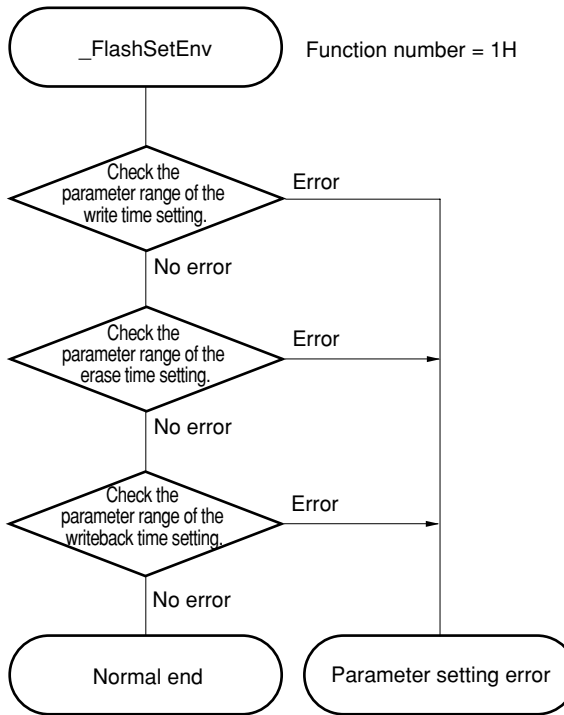 _FlashSetEnv
Function number = 1H
Check the
parameter range of the
write time setting.
Error
No error
Check the
parameter range of the
erase time setting.
Error
No error
Check the
parameter range of the
writeback time setting.
Error
No error
Normal end
Parameter setting error